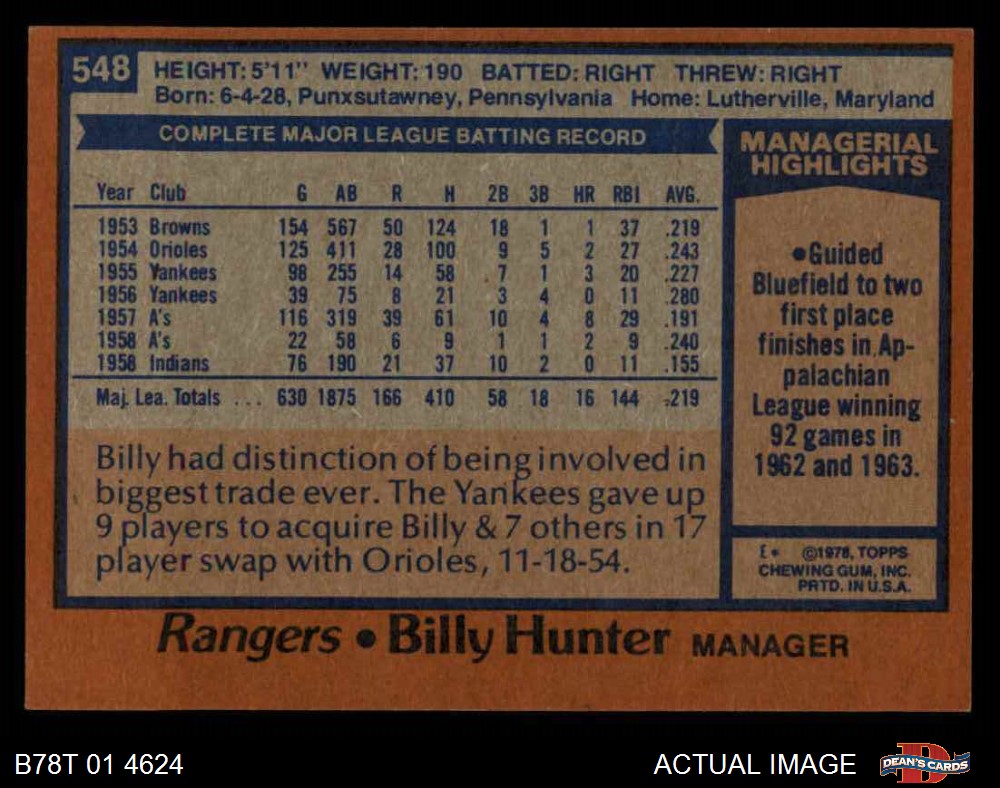 548
HEIGHT: 5'11" WEIGHT: 190 BATTED: RIGHT THREW: RIGHT
Born: 6-4-28, Punxsutawney, Pennsylvania Home: Lutherville, Maryland
COMPLETE MAJOR LEAGUE BATTING RECORD
Year Club G AB R H 2B 3B HR RBI AVG.
1953 Browns 154 567 50 124 18 1 1 37 .219
1954 Orioles 125 411 28 100 9 5 2 27 .243
1955 Yankees 98 255 14 58 7 1 3 20 .227
1956 Yankees 39 75 8 21 3 4 0 11 .280
1957 A's 116 319 39 61 10 4 8 29 .191
1958 A's 22 58 6 9 1 1 2 9 .240
1958 Indians 76 190 21 37 10 2 0 11 .155
Maj. Lea. Totals ... 630 1875 166 410 58 18 16 144 .219
Billy had distinction of being involved in
biggest trade ever. The Yankees gave up
9 players to acquire Billy & 7 others in 17
player swap with Orioles, 11-18-54.
MANAGERIAL
HIGHLIGHTS
•Guided
Bluefield to two
first place
finishes in Ap-
palachian
League winning
92 games in
1962 and 1963.
E* ©1978, TOPPS
CHEWING GUM, INC.
PRTD. IN U.S.A.
Rangers • Billy Hunter MANAGER
B78T 01 4624
ACTUAL IMAGE
D
DEAN'S CARDS